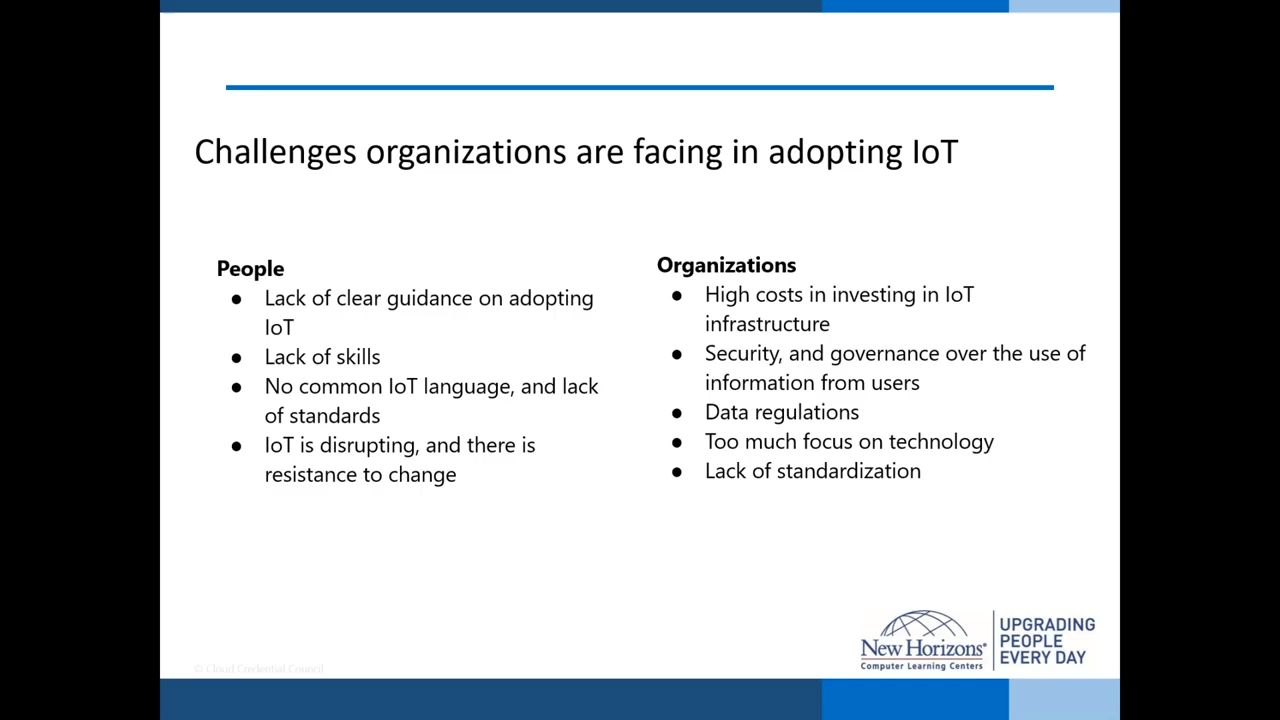 Challenges organizations are facing in adopting IoT
People
● Lack of clear guidance on adopting
IoT
● Lack of skills
● No common IoT language, and lack
of standards
● IoT is disrupting, and there is
resistance to change
Organizations
● High costs in investing in IoT
infrastructure
● Security, and governance over the use of
information from users
● Data regulations
● Too much focus on technology
● Lack of standardization
© Cloud Credential Council
New Horizons®
Computer Learning Centers
UPGRADING
PEOPLE
EVERY DAY